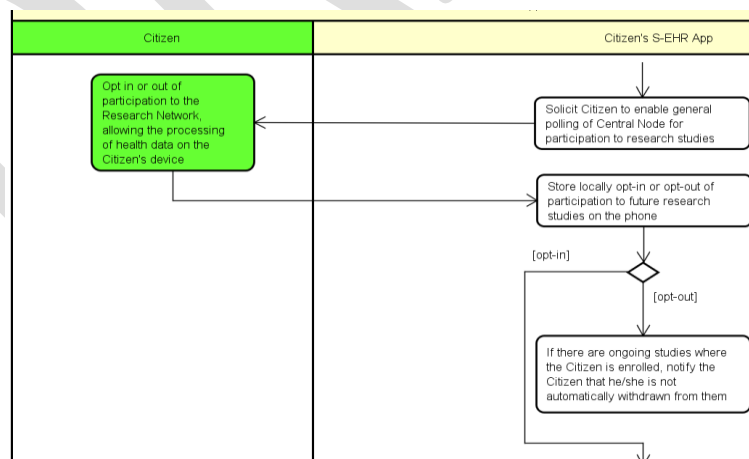 Citizen
Citizen's S-EHR App
Opt in or out of
participation to the
Research Network,
allowing the processing
of health data on the
Citizen's device
Solicit Citizen to enable general
polling of Central Node for
participation to research studies
Store locally opt-in or opt-out of
participation to future research
studies on the phone
[opt-in]
[opt-out]
If there are ongoing studies where
the Citizen is enrolled, notify the
Citizen that he/she is not
automatically withdrawn from them